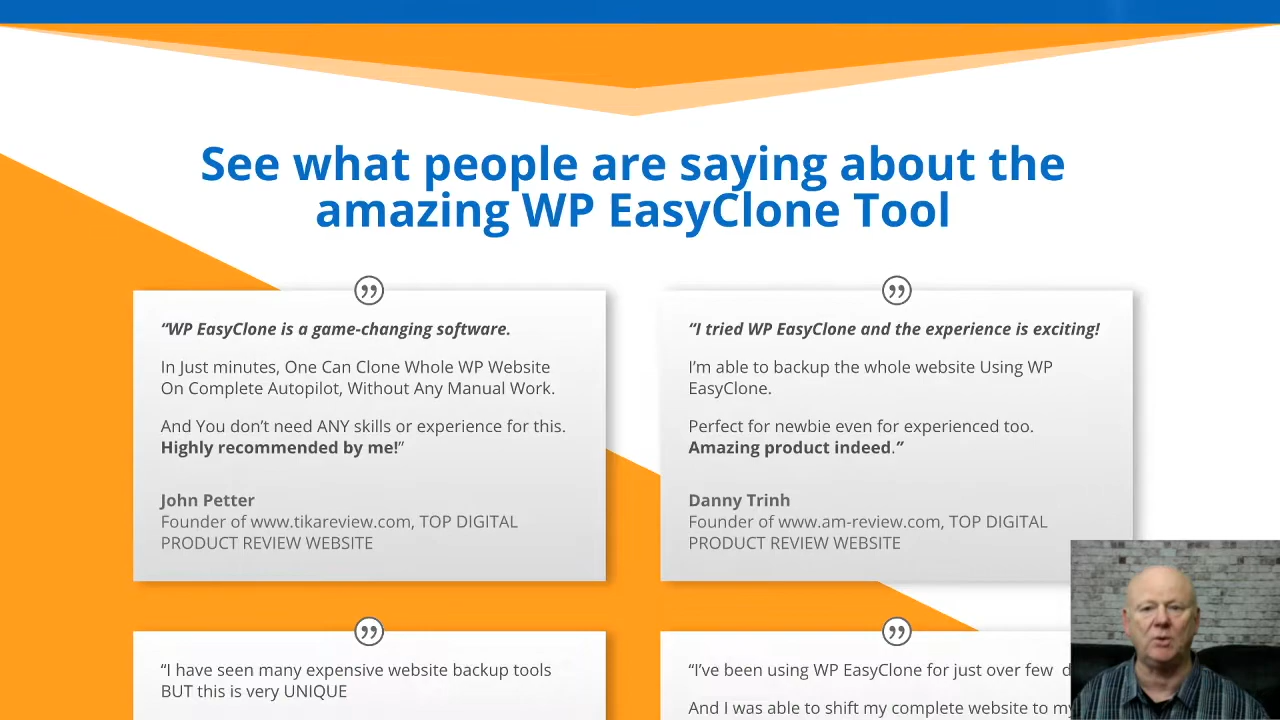 See what people are saying about the
amazing WP EasyClone Tool
“WP EasyClone is a game-changing software.
In Just minutes, One Can Clone Whole WP Website
On Complete Autopilot, Without Any Manual Work.
And You don’t need ANY skills or experience for this.
Highly recommended by me!”
John Petter
Founder of www.tikareview.com, TOP DIGITAL
PRODUCT REVIEW WEBSITE
“I tried WP EasyClone and the experience is exciting!
I’m able to backup the whole website Using WP
EasyClone.
Perfect for newbie even for experienced too.
Amazing product indeed.”
Danny Trinh
Founder of www.am-review.com, TOP DIGITAL
PRODUCT REVIEW WEBSITE
“I have seen many expensive website backup tools
BUT this is very UNIQUE
“I’ve been using WP EasyClone for just over few
And I was able to shift my complete website to